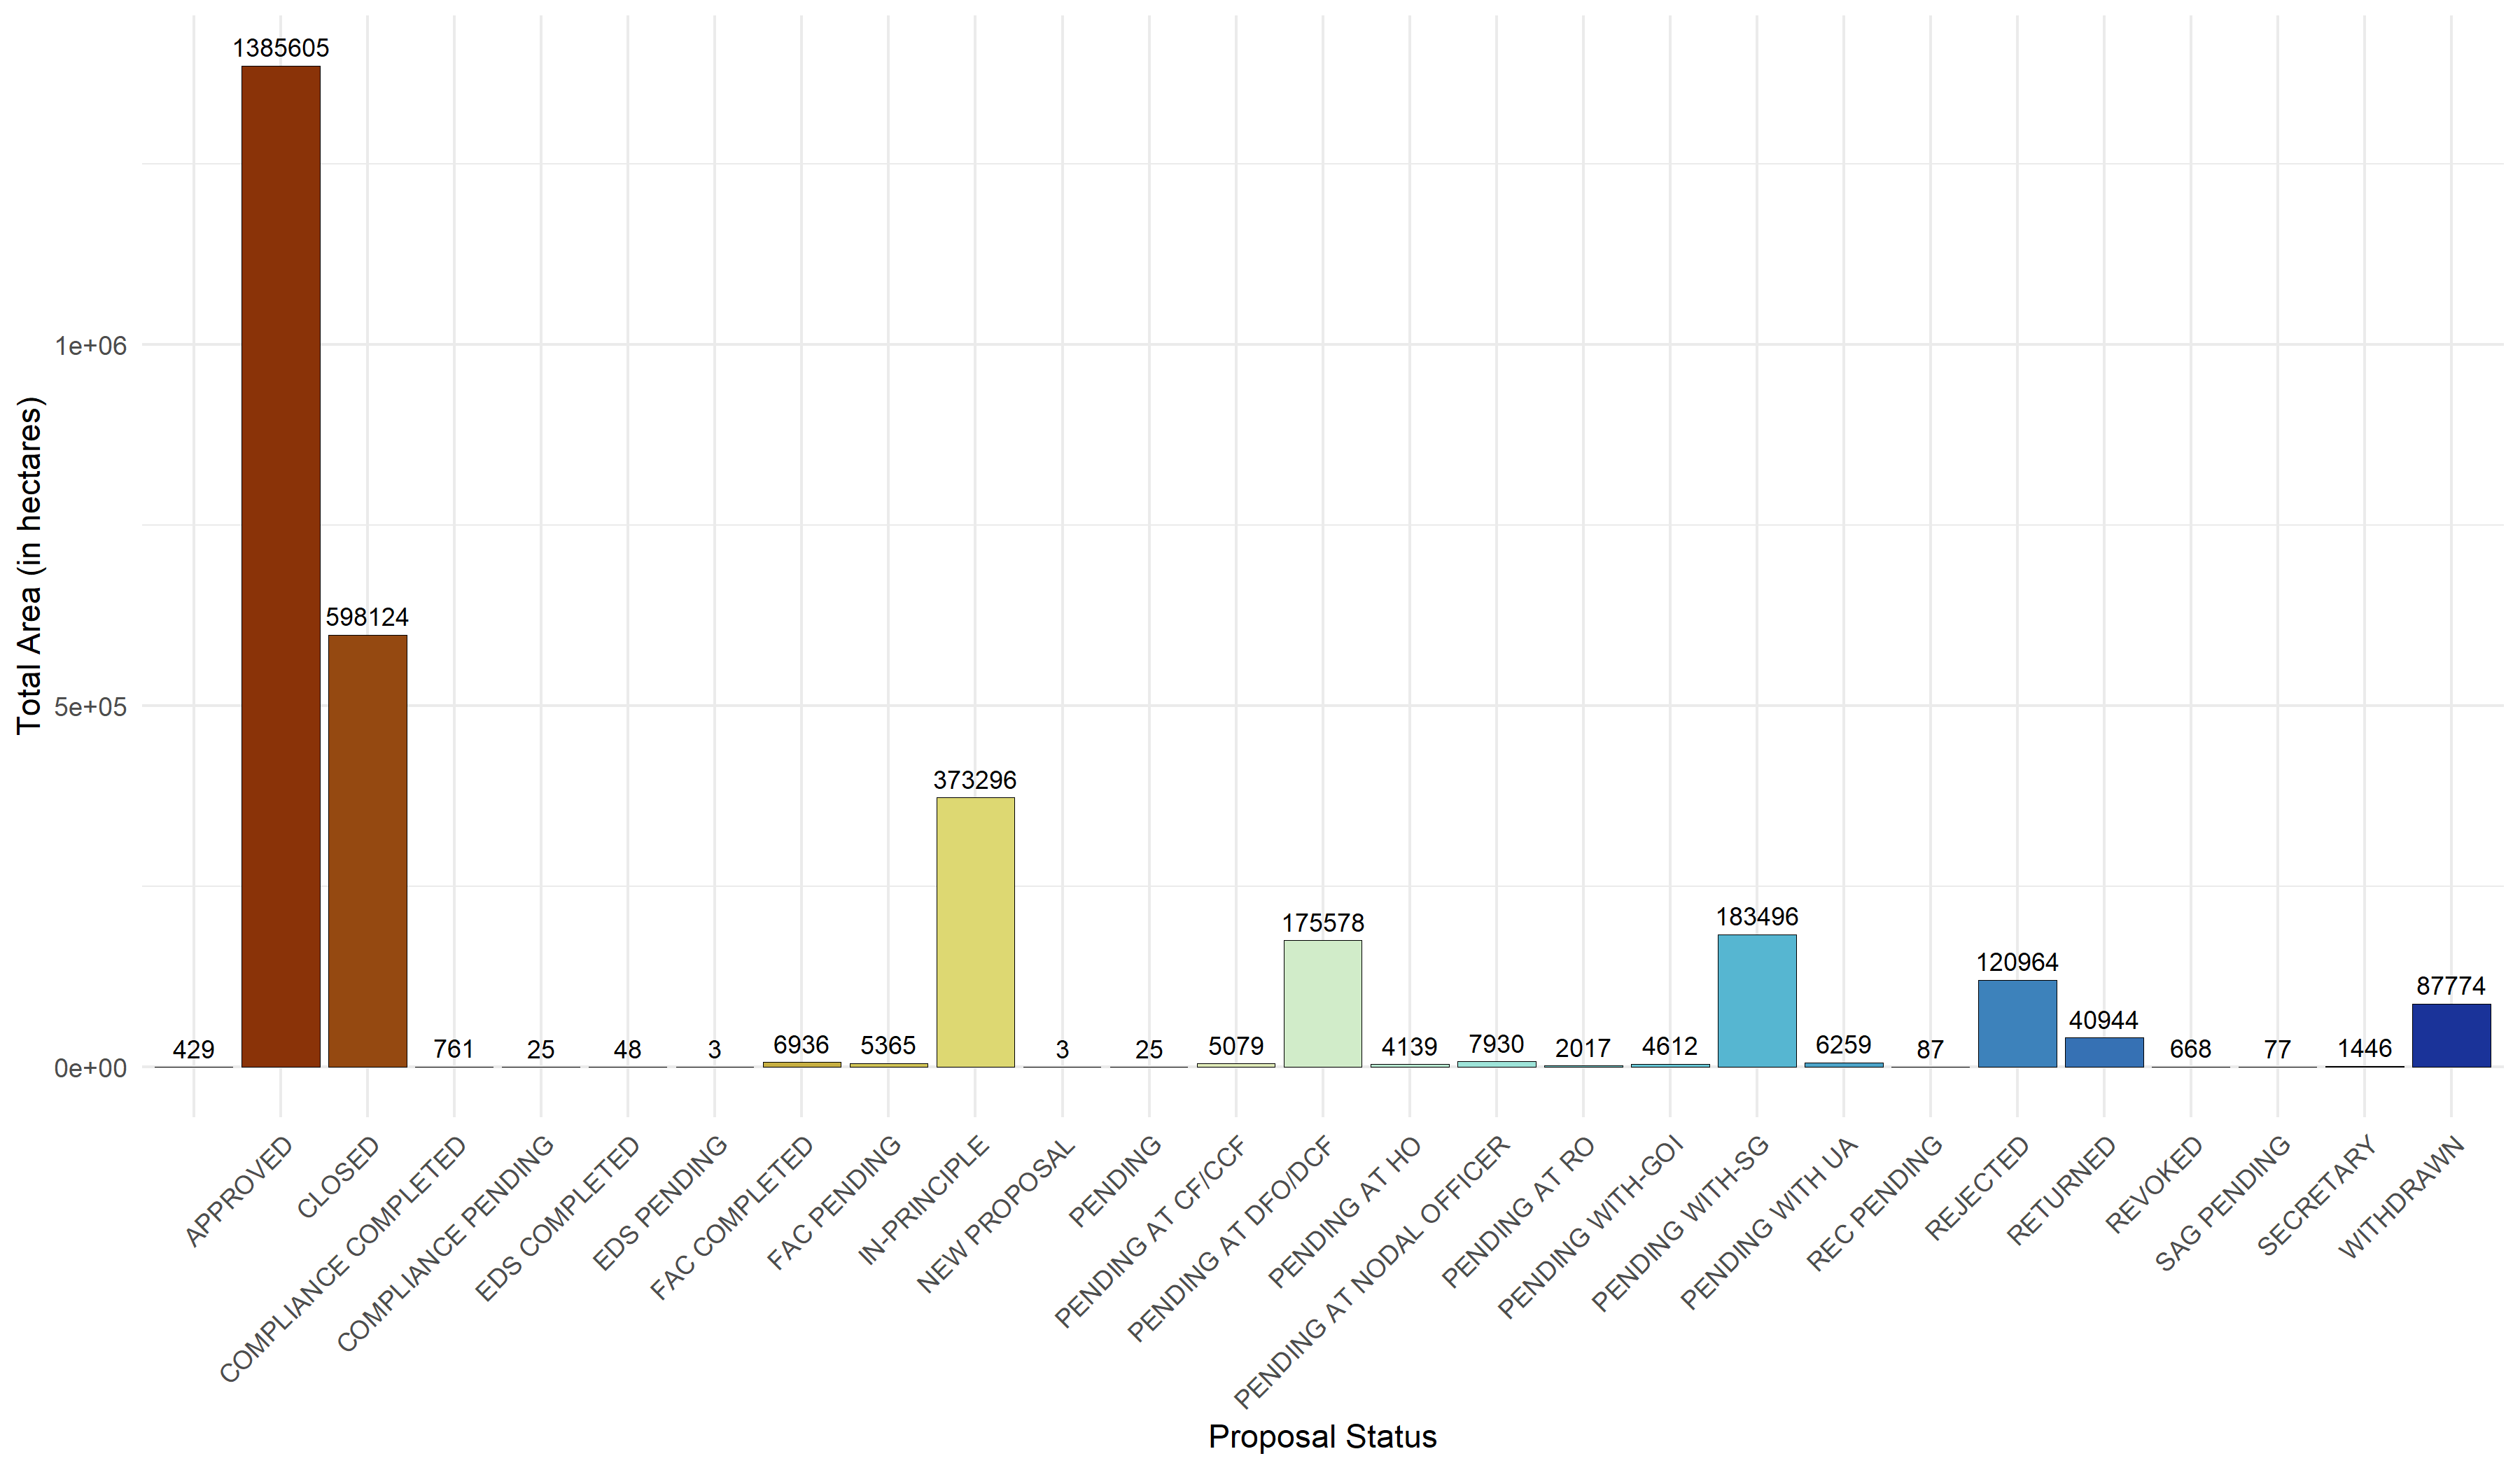 1385605
598124
373296
175578
183496
120964
87774
40944
429
761
25
48
3
6936
5365
3
25
5079
4139
7930
2017
4612
6259
87
668
77
1446
Total Area (in hectares)
1e+06
5e+05
0e+00
APPROVED
CLOSED
COMPLIANCE COMPLETED
COMPLIANCE PENDING
EDS COMPLETED
EDS PENDING
FAC COMPLETED
FAC PENDING
IN-PRINCIPLE
NEW PROPOSAL
PENDING
PENDING AT CF/CCF
PENDING AT DFO/DCF
PENDING AT HO
PENDING AT NODAL OFFICER
PENDING AT RO
PENDING WITH-GOI
PENDING WITH-SG
PENDING WITH UA
REC PENDING
REJECTED
RETURNED
REVOKED
SAG PENDING
SECRETARY
WITHDRAWN
Proposal Status